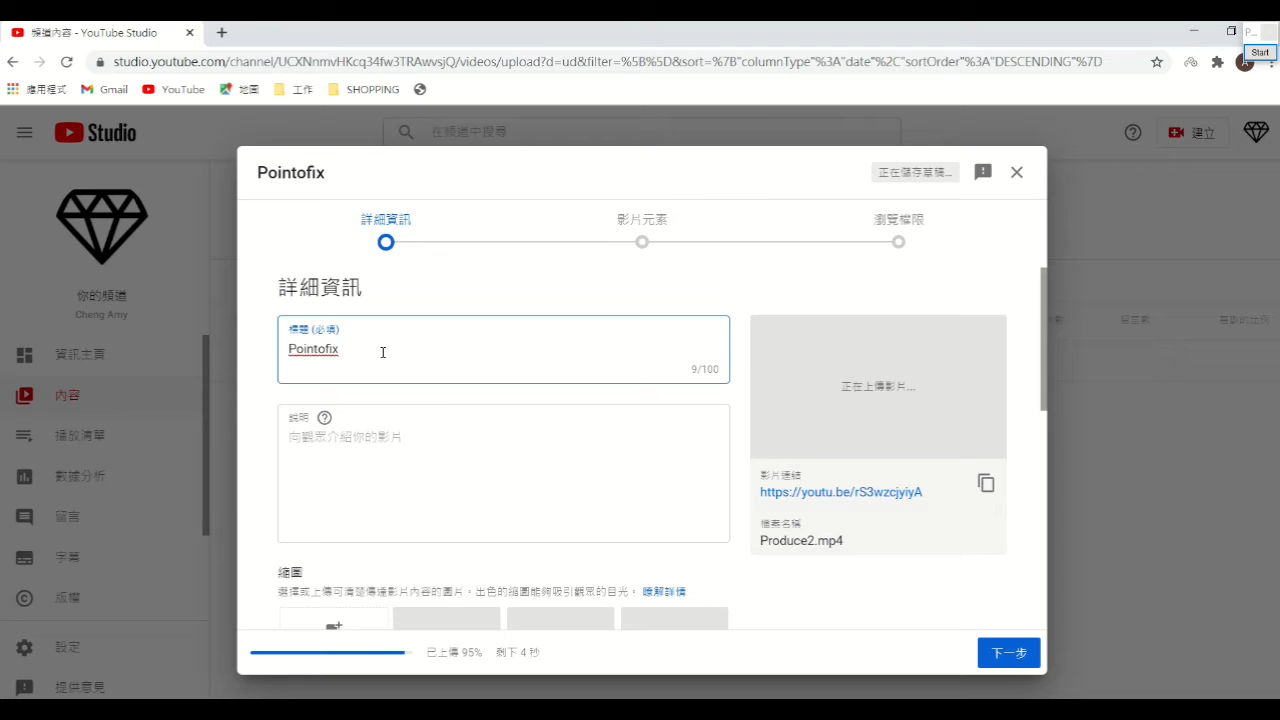 頻道內容 - YouTube Studio
P...
Start
studio.youtube.com/channel/UCXNnmvHKcq34fw3TRAwvsjQ/videos/upload?d=ud&filter=%5B%5D&sort=%7B"columnType"%3A"date"%2C"sortOrder"%3A"DESCENDING"%7D
A
應用程式
Gmail
YouTube
地圖
工作
SHOPPING
Studio
在頻道中搜尋
建立
你的頻道
Cheng Amy
資訊主頁
內容
播放清單
數據分析
留言
字幕
版權
設定
提供意見
Pointofix
正在儲存草稿...
詳細資訊
影片元素
瀏覽權限
詳細資訊
標題 (必填)
Pointofix
9/100
說明
向觀眾介紹你的影片
正在上傳影片...
影片連結
https://youtu.be/rS3wzcjyiyA
檔案名稱
Produce2.mp4
縮圖
選擇或上傳可清楚傳達影片內容的圖片。出色的縮圖能夠吸引觀眾的目光。 瞭解詳情
已上傳 95%
剩下 4 秒
下一步